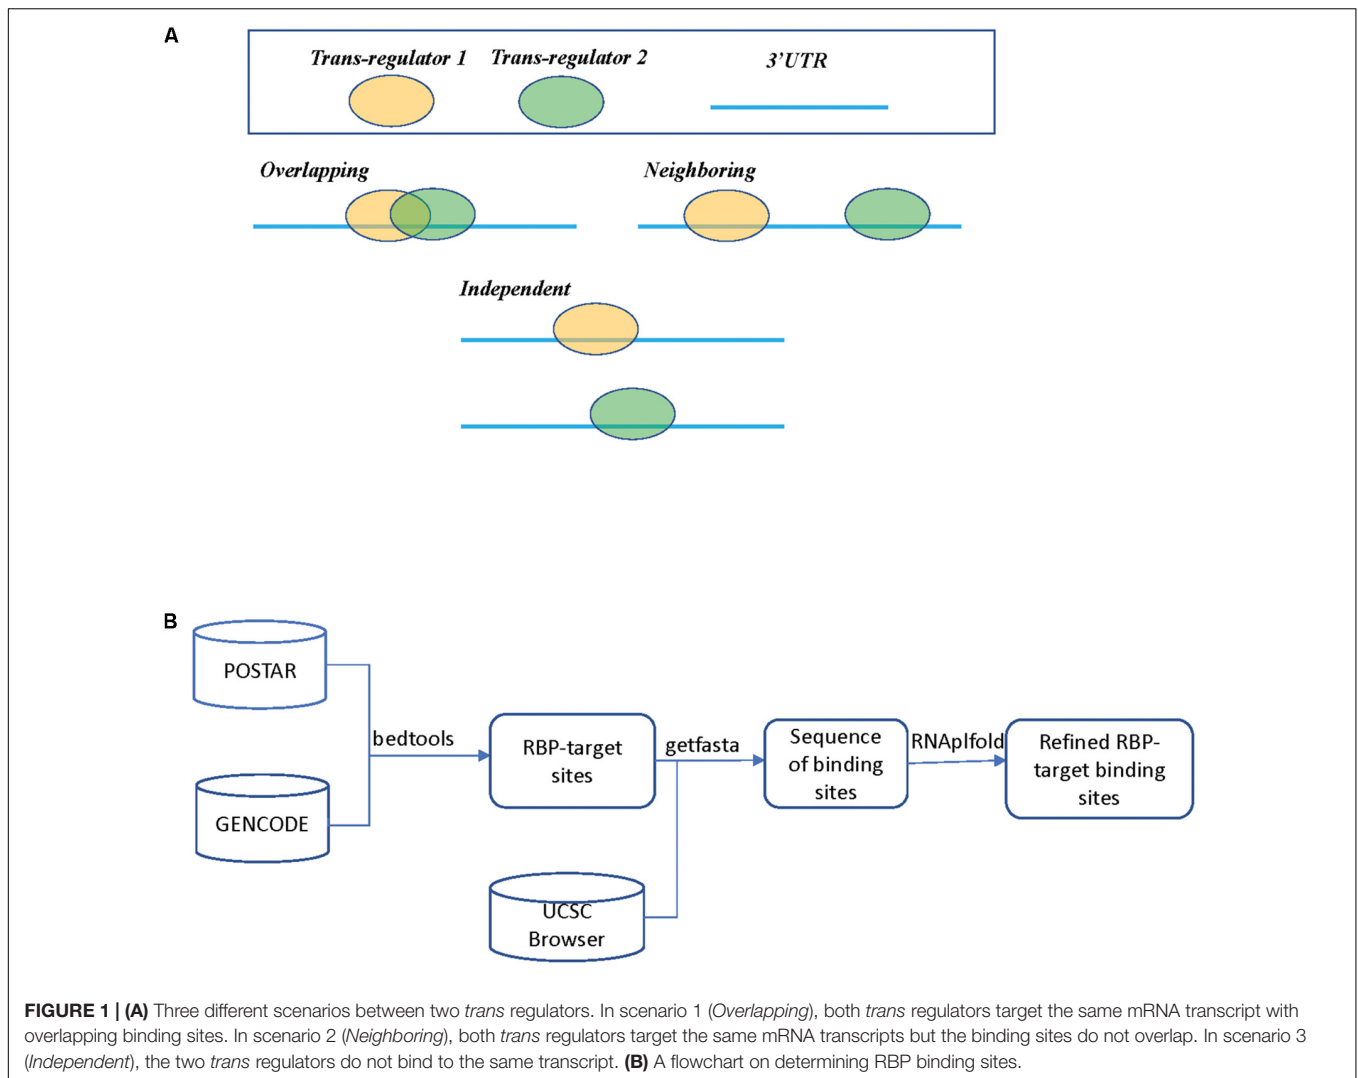 A
Trans-regulator 1 Trans-regulator 2 3’UTR
Overlapping
Neighboring
Independent
B
POSTAR
GENCODE
bedtools
RBP-target
sites
getfasta
UCSC
Browser
Sequence
of binding
sites
RNAplfold
Refined RBP-
target binding
sites
FIGURE 1 | (A) Three different scenarios between two trans regulators. In scenario 1 (Overlapping), both trans regulators target the same mRNA transcript with
overlapping binding sites. In scenario 2 (Neighboring), both trans regulators target the same mRNA transcripts but the binding sites do not overlap. In scenario 3
(Independent), the two trans regulators do not bind to the same transcript. (B) A flowchart on determining RBP binding sites.